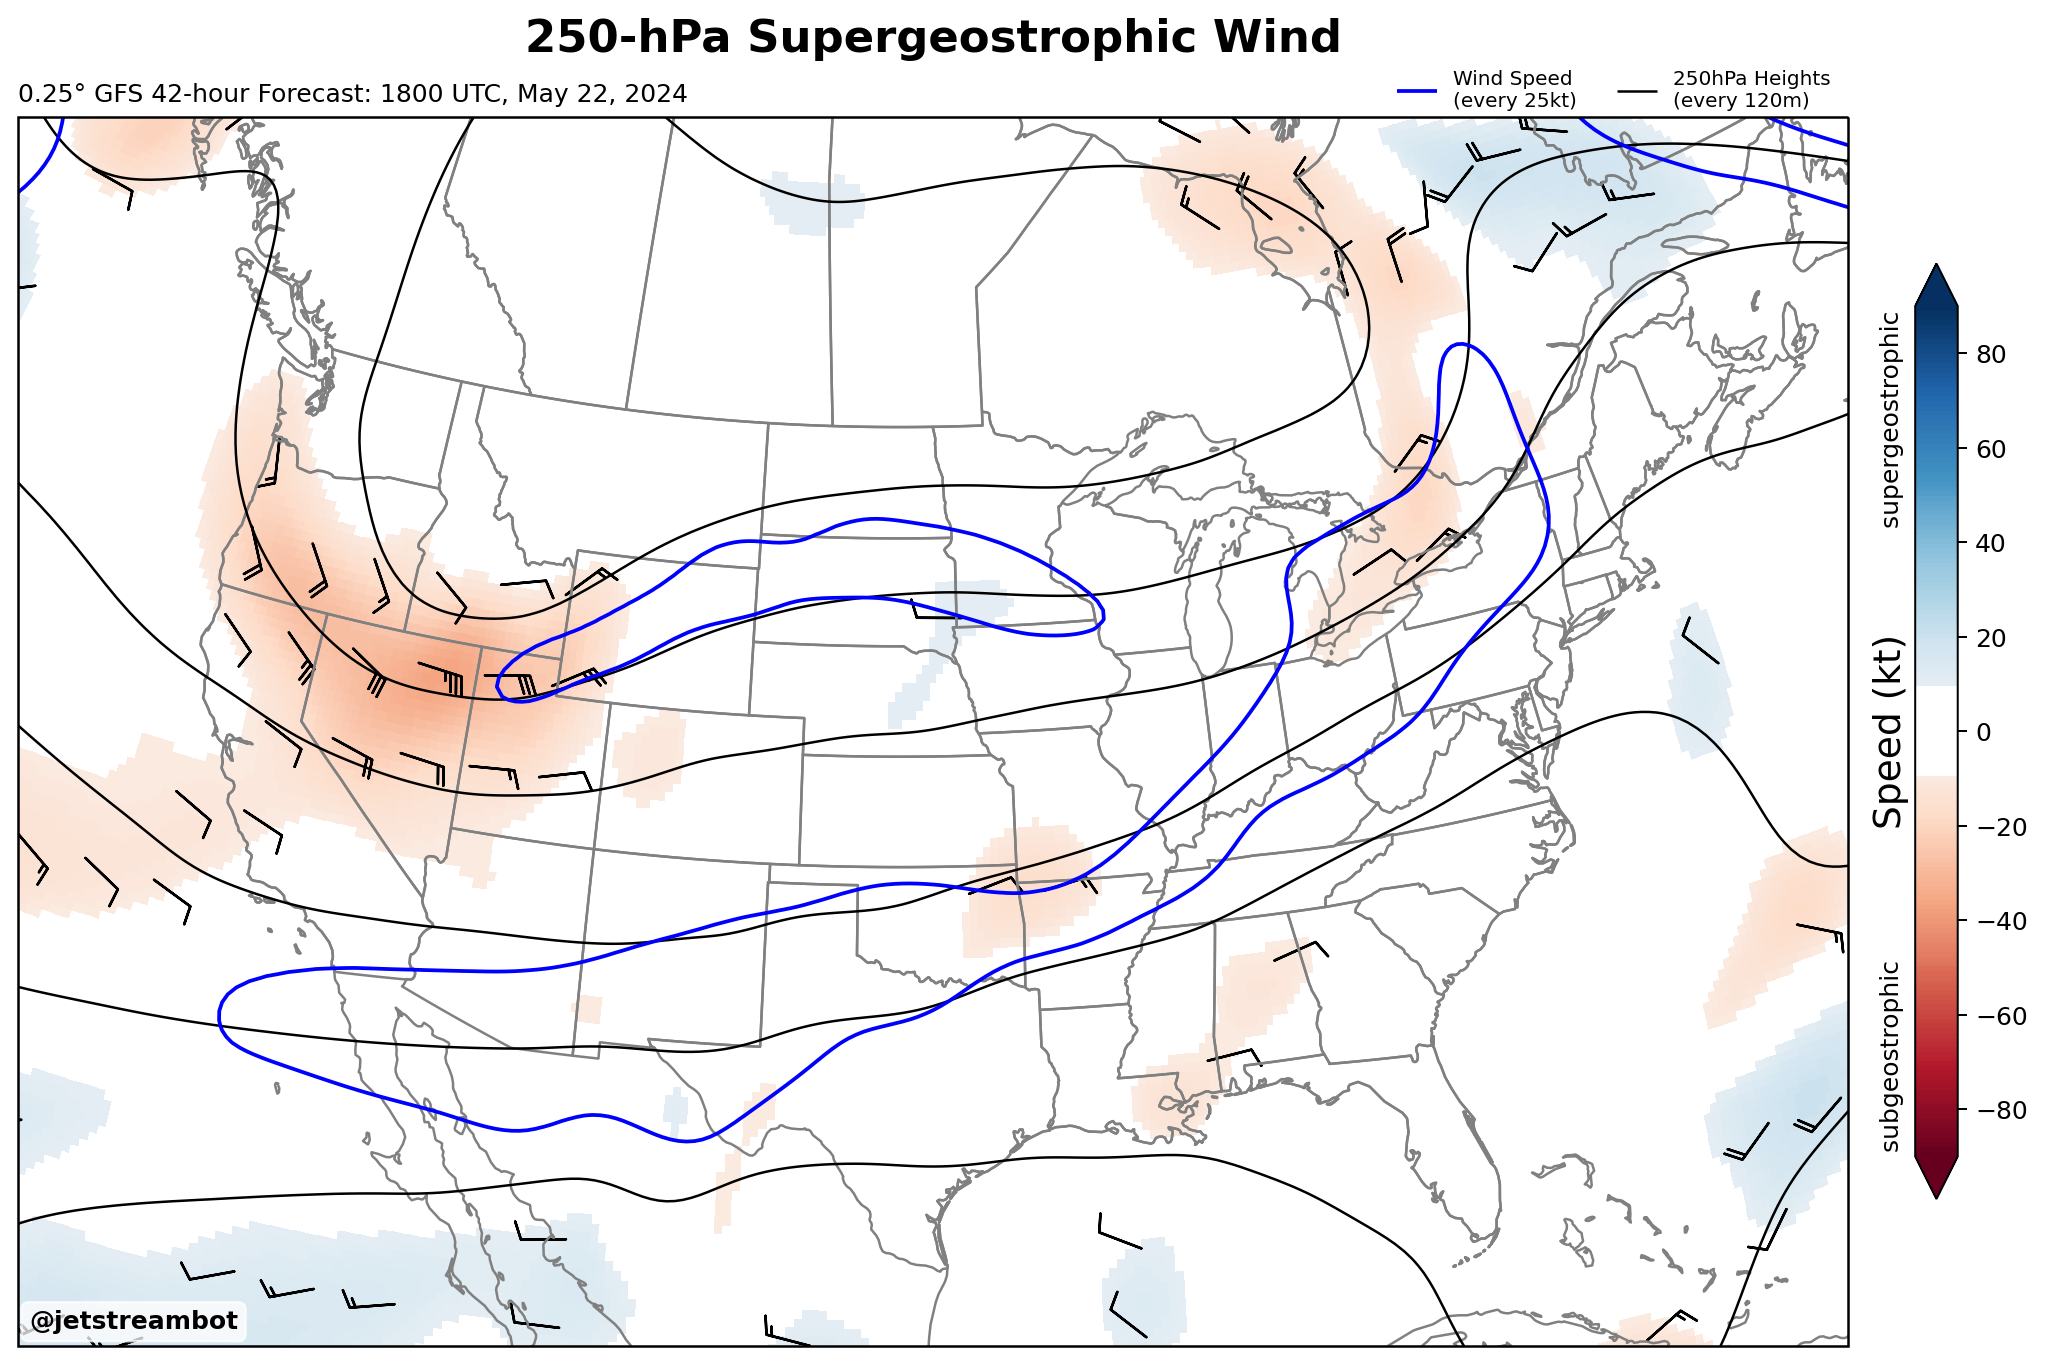 250-hPa Supergeostrophic Wind
0.25° GFS 42-hour Forecast: 1800 UTC, May 22, 2024
Wind Speed
(every 25kt)
250hPa Heights
(every 120m)
supergeostrophic
Speed (kt)
subgeostrophic
80
60
40
20
0
−20
−40
−60
−80
@jetstreambot